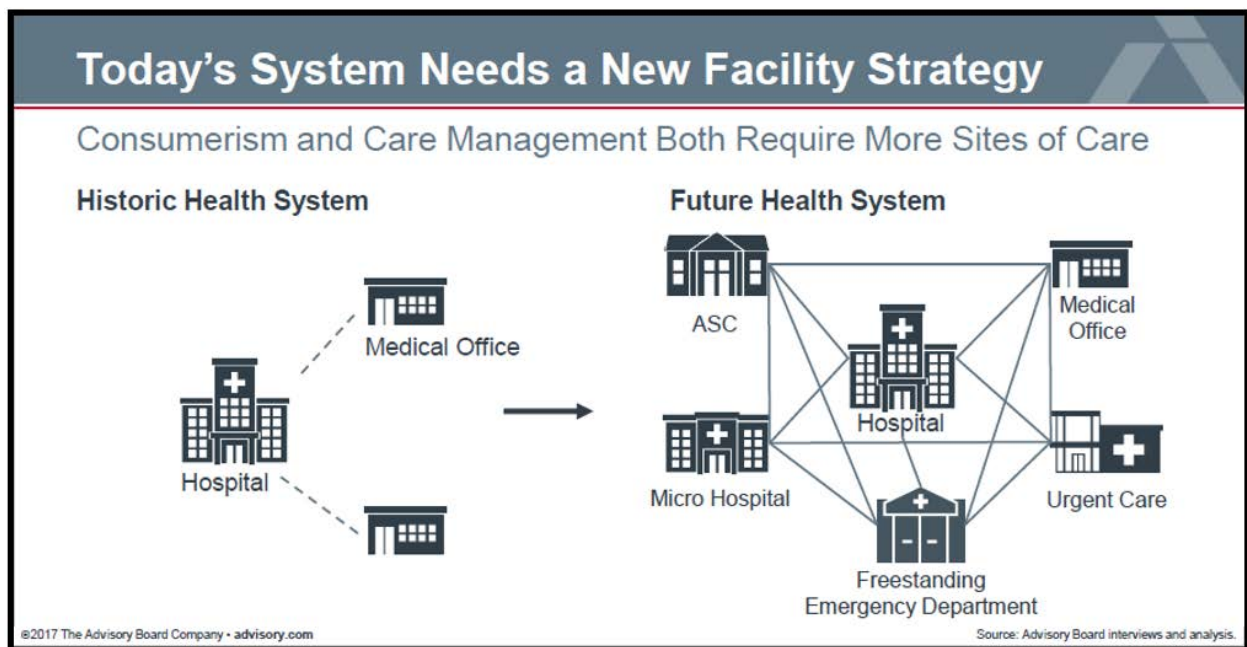 Today's System Needs a New Facility Strategy
Consumerism and Care Management Both Require More Sites of Care
Historic Health System
Medical Office
Hospital
Future Health System
ASC
Medical
Office
Hospital
Micro Hospital
Urgent Care
Freestanding
Emergency Department
©2017 The Advisory Board Company • advisory.com
Source: Advisory Board interviews and analysis.